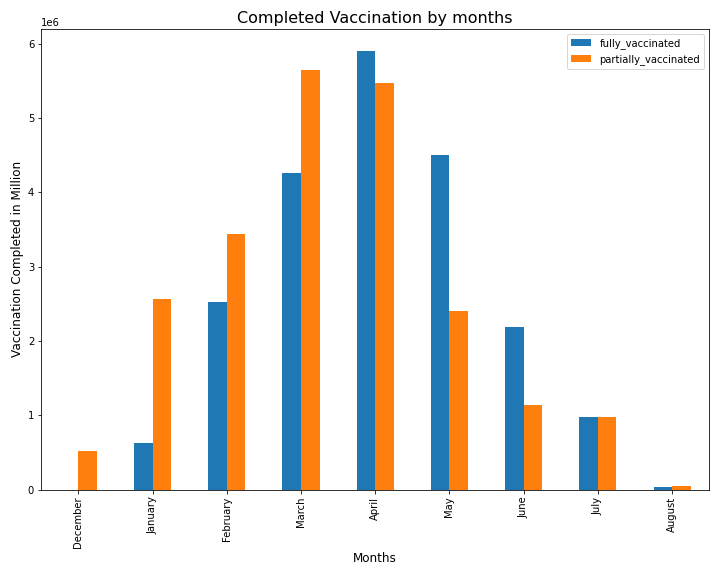 Completed Vaccination by months
1e6
fully_vaccinated
partially_vaccinated
6
5
4
3
2
1
0
Vaccination Completed in Million
December
January
February
March
April
May
June
July
August
Months